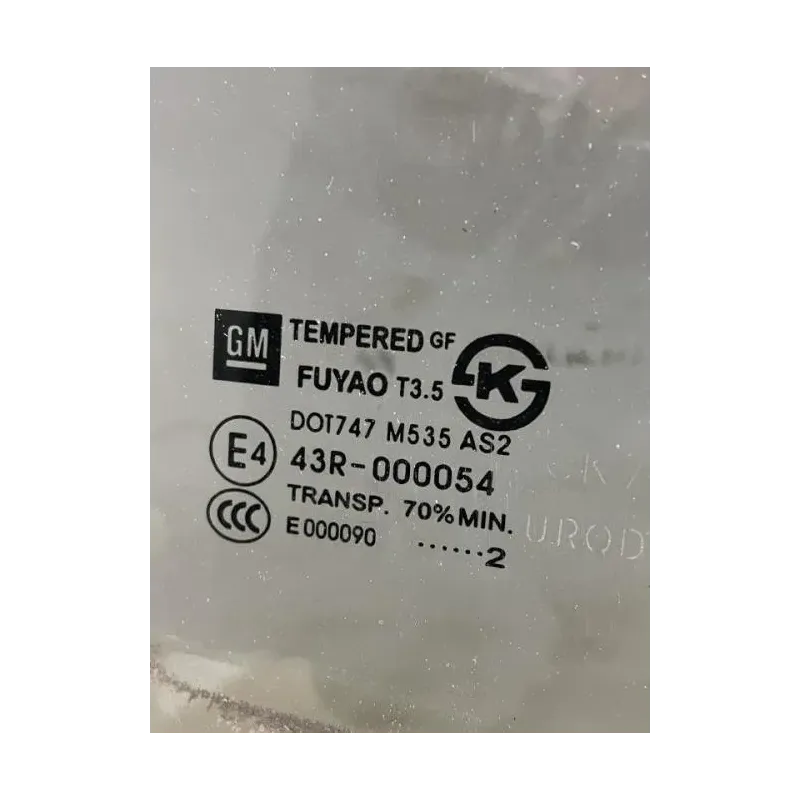 GM TEMPERED GF
FUYAO T3.5 K
DOT747 M535 AS2
E4 43R-000054
TRANSP. 70% MIN.
CCC E000090 ......2